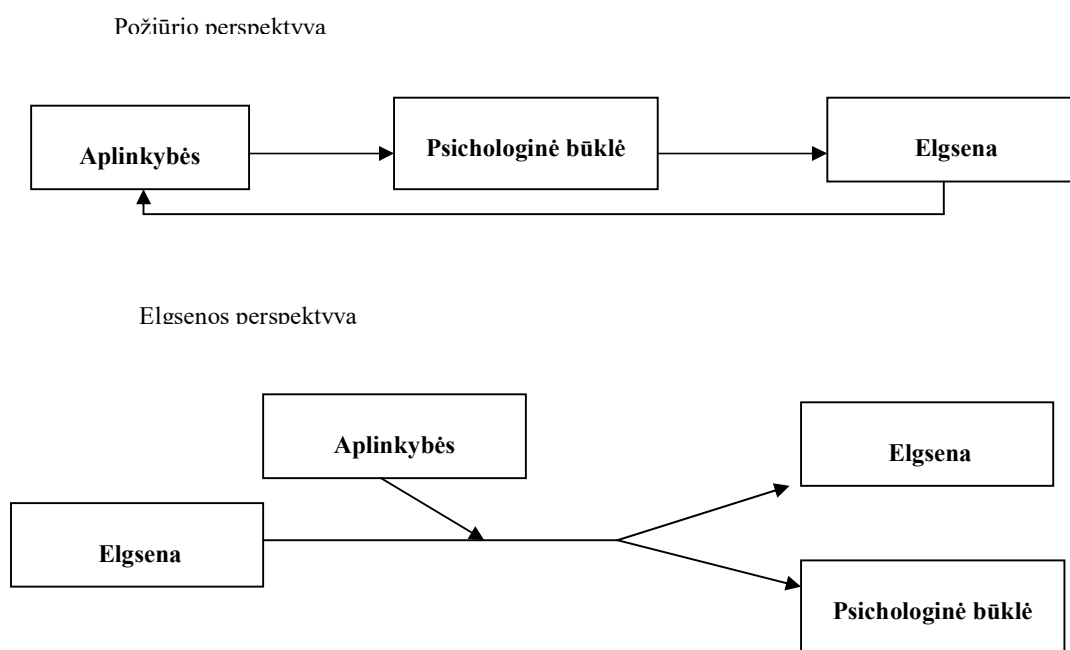 Požiūrio perspektyva
Aplinkybės
Psichologinė būklė
Elgsena
Elgsenos perspektyva
Aplinkybės
Elgsena
Elgsena
Psichologinė būklė